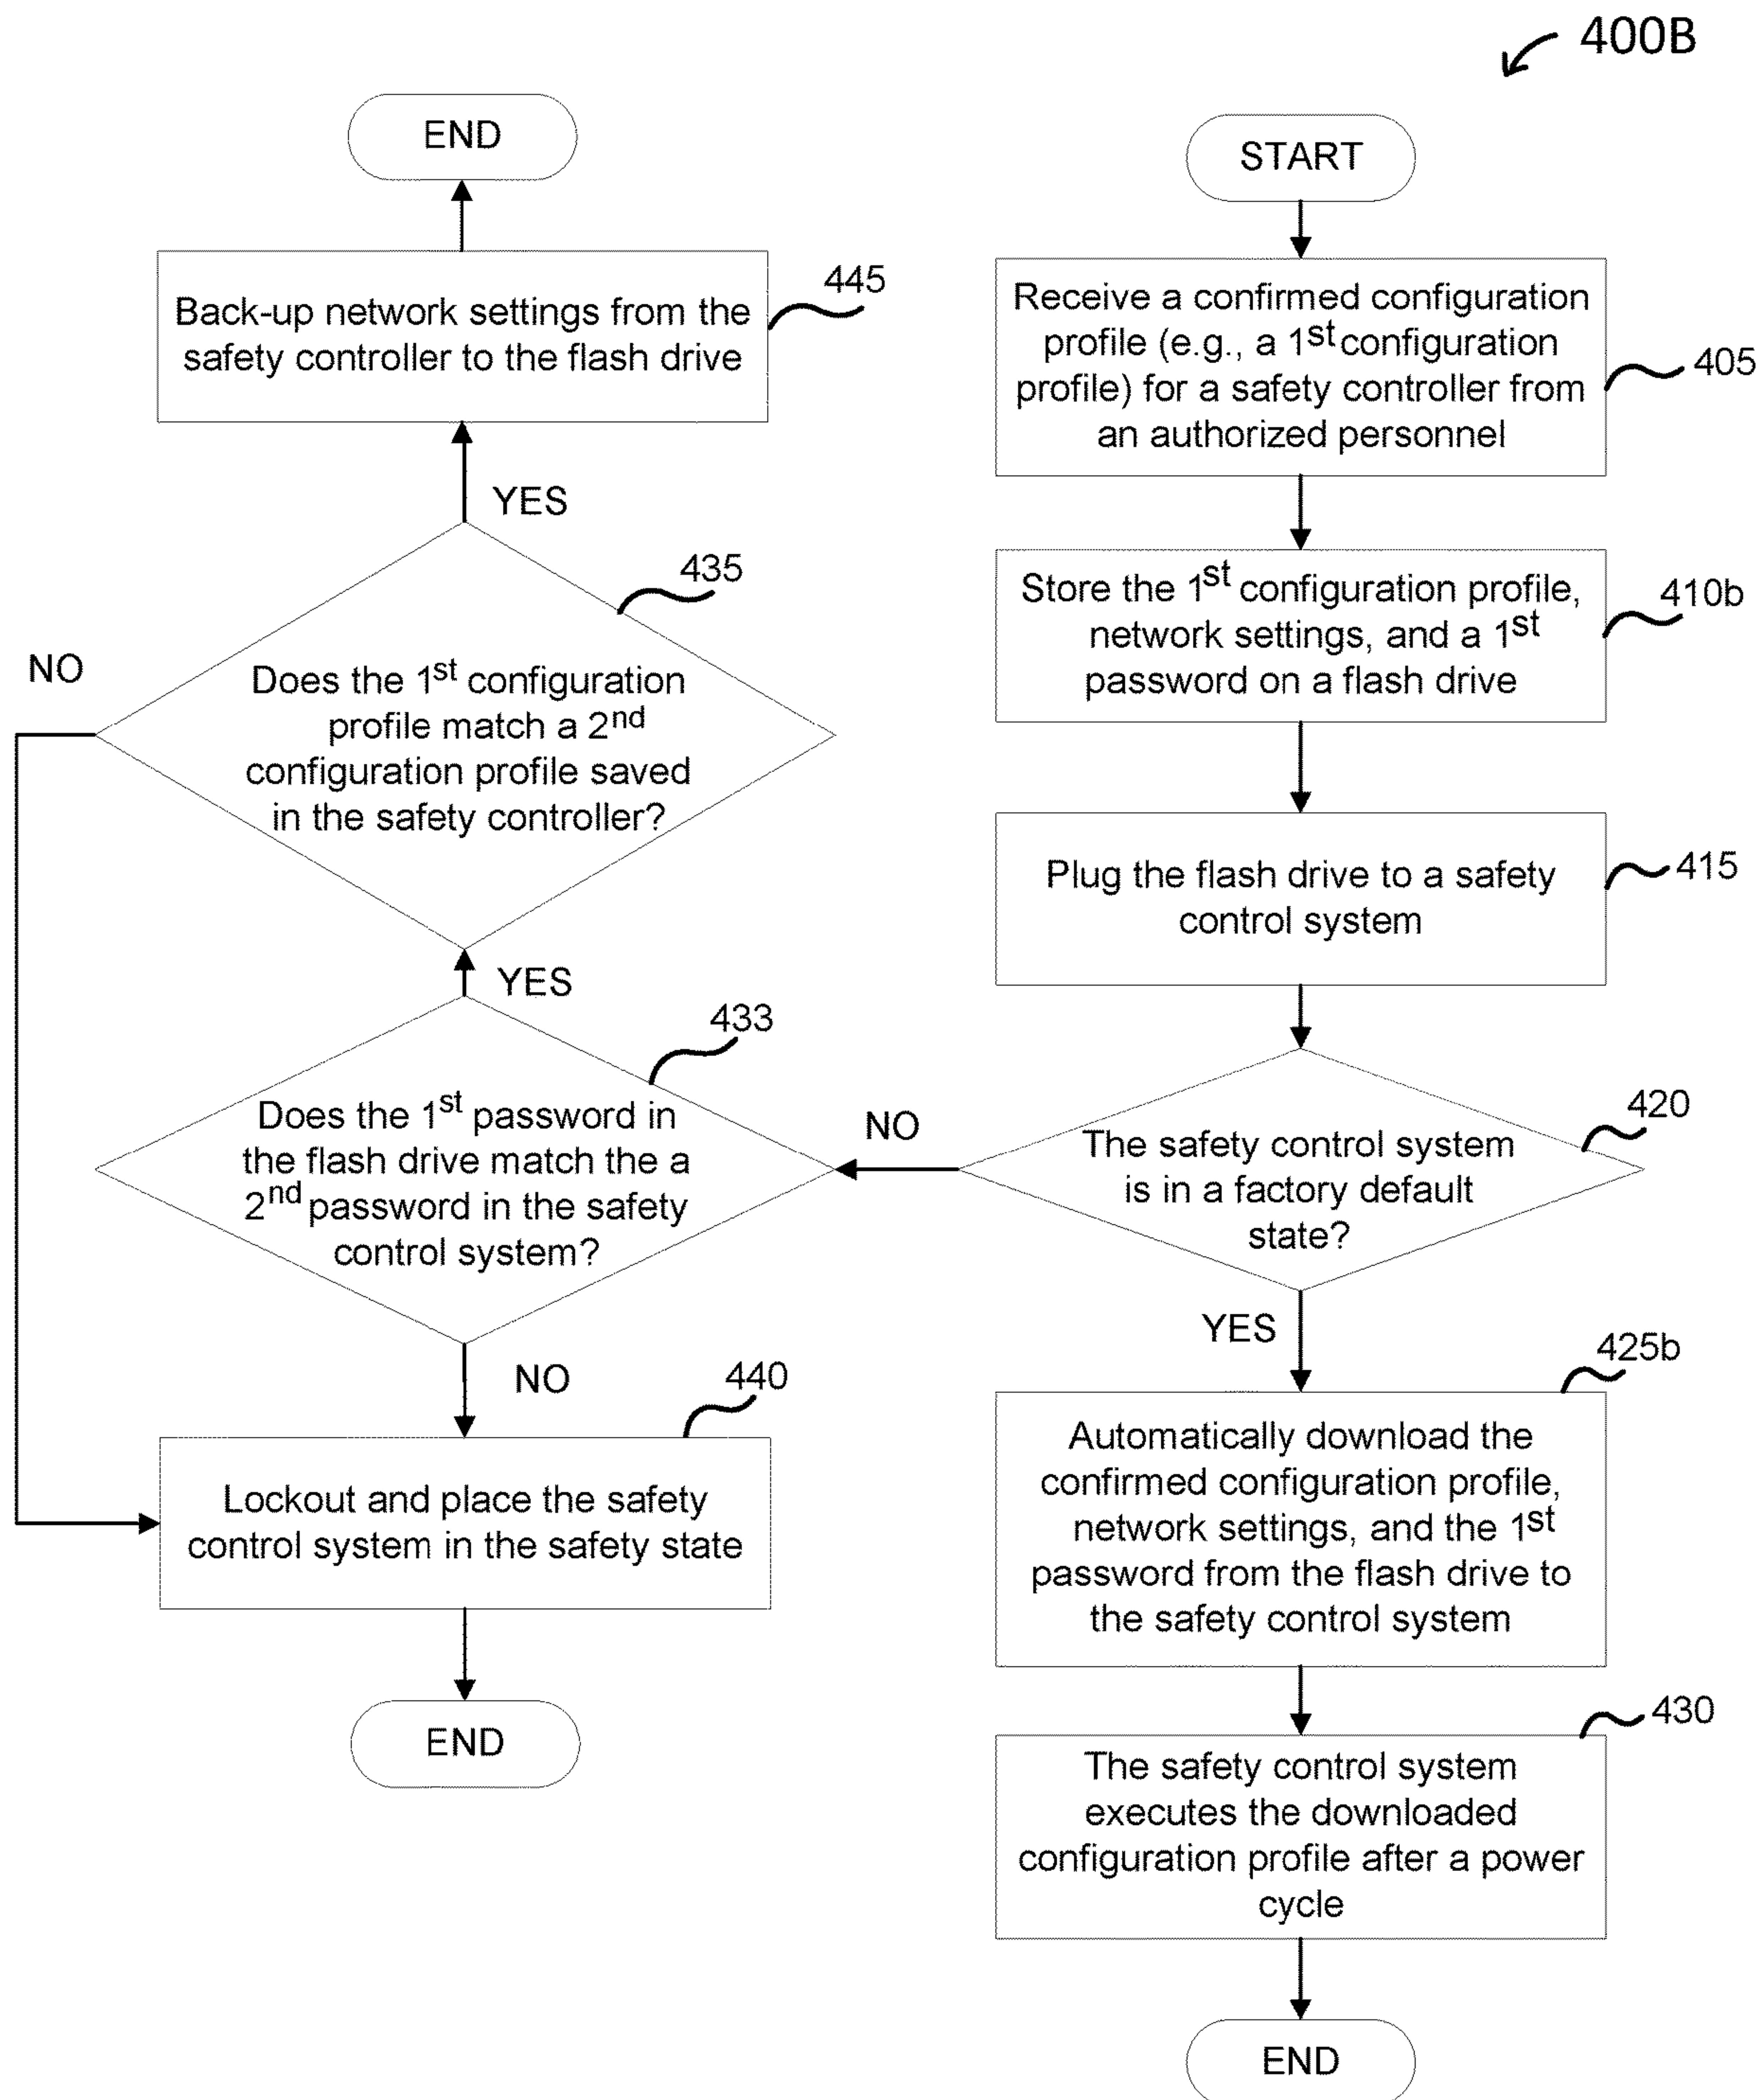 400B
START
Receive a confirmed configuration
profile (e.g., a 1st configuration
profile) for a safety controller from
an authorized personnel
405
Store the 1st configuration profile,
network settings, and a 1st
password on a flash drive
410b
Plug the flash drive to a safety
control system
415
The safety control system
is in a factory default
state?
420
YES
Automatically download the
confirmed configuration profile,
network settings, and the 1st
password from the flash drive to
the safety control system
425b
The safety control system
executes the downloaded
configuration profile after a power
cycle
430
END
NO
Does the 1st password in
the flash drive match the a
2nd password in the safety
control system?
433
YES
Does the 1st configuration
profile match a 2nd
configuration profile saved
in the safety controller?
435
YES
Back-up network settings from the
safety controller to the flash drive
445
END
NO
NO
Lockout and place the safety
control system in the safety state
440
END